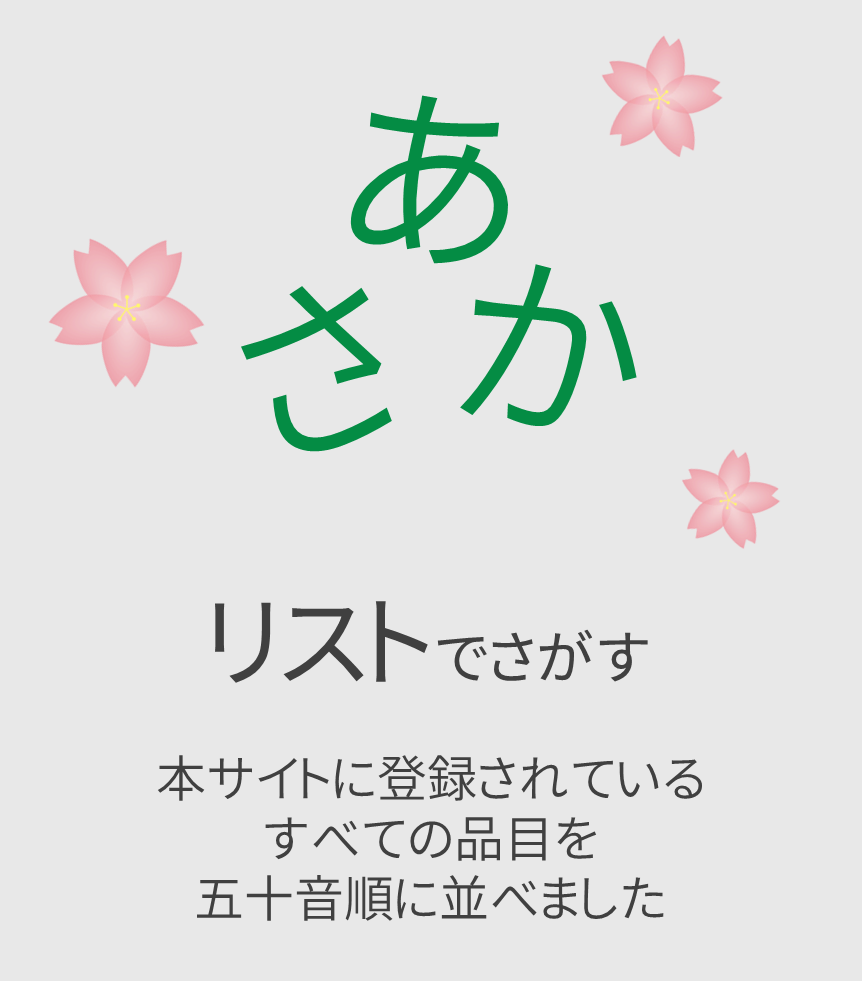 あ
か
さ
リストでさがす
本サイトに登録されている
すべての品目を
五十音順に並べました